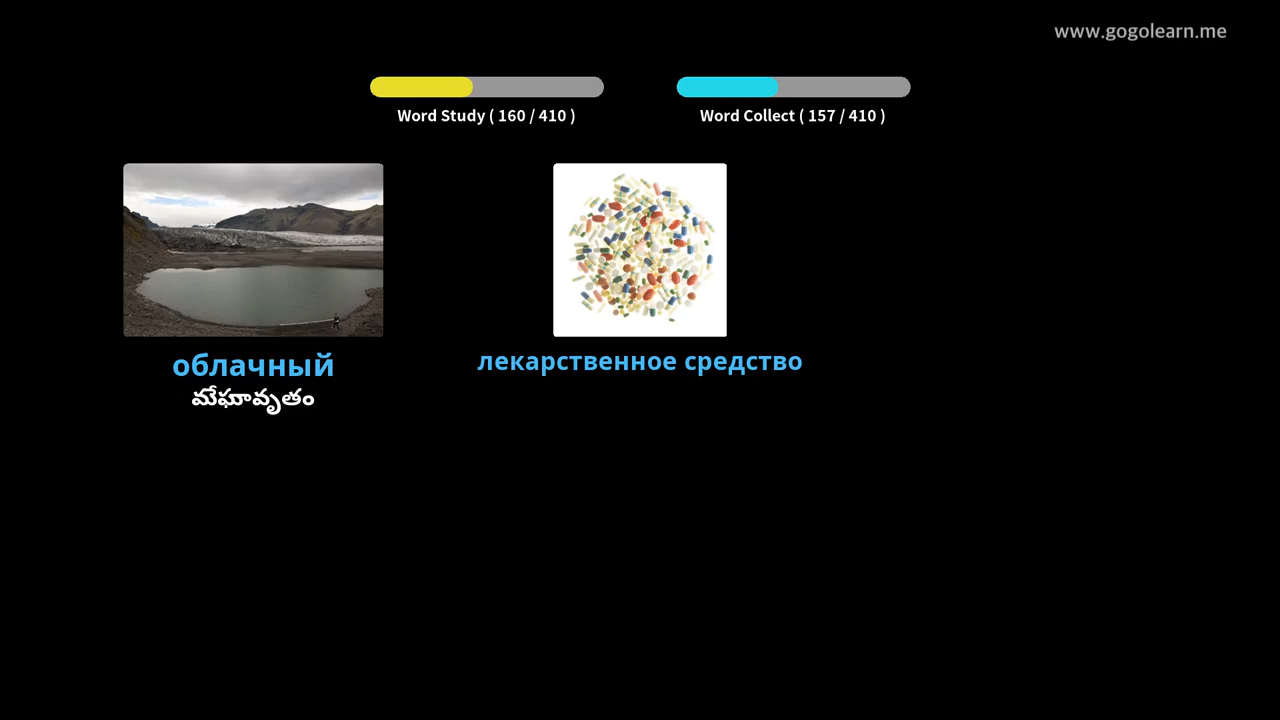 www.gogolearn.me
Word Study ( 160 / 410 )
Word Collect ( 157 / 410 )
облачный
మేఘావృతం
лекарственное средство